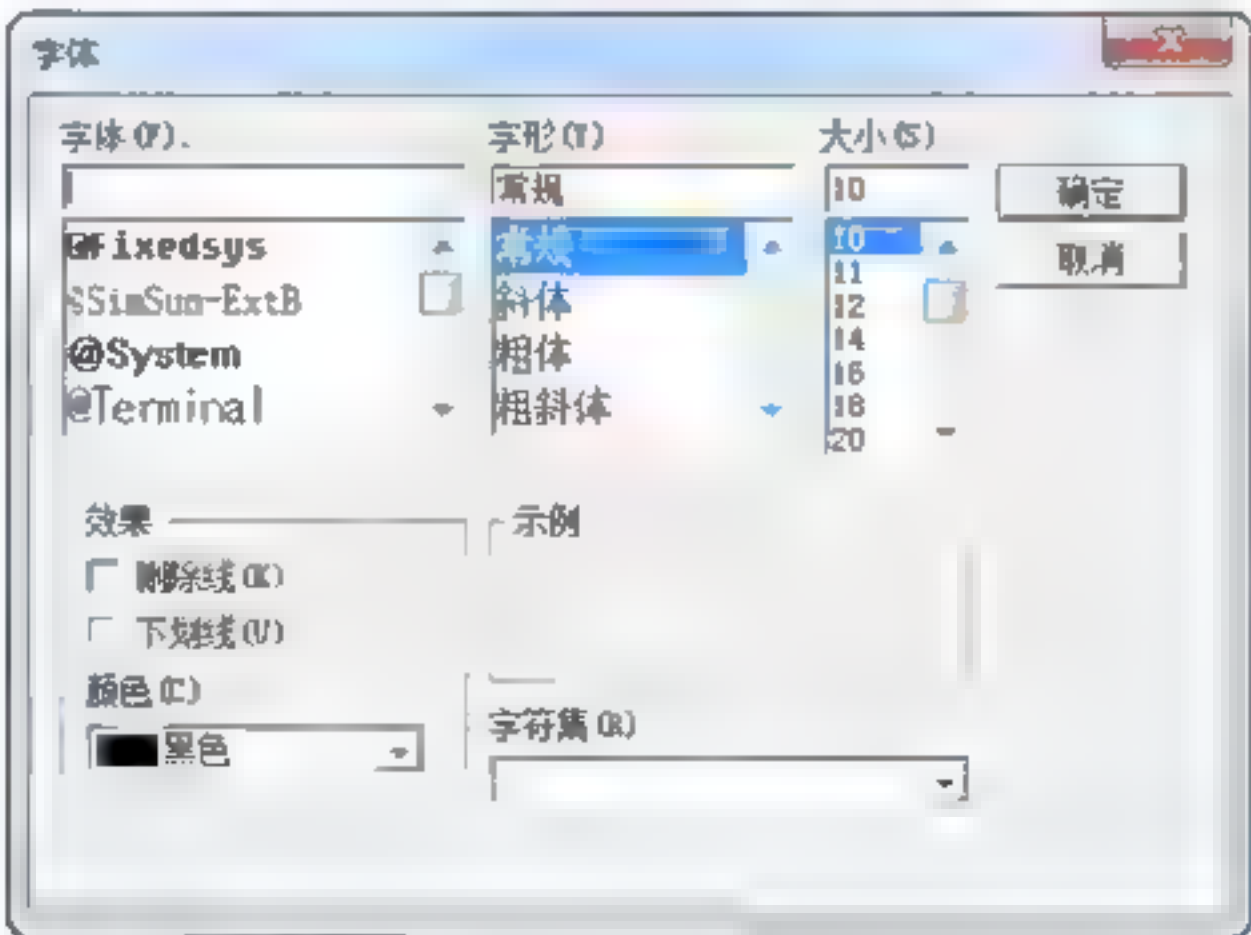 字体
字体(F).
@Fixedsys
@SimSun-ExtB
@System
@Terminal
字形(Y)
常规
常规
斜体
粗体
粗斜体
大小(S)
10
10
11
12
14
16
18
20
确定
取消
效果
删除线(K)
下划线(U)
颜色(C)
黑色
示例
字符集(R)